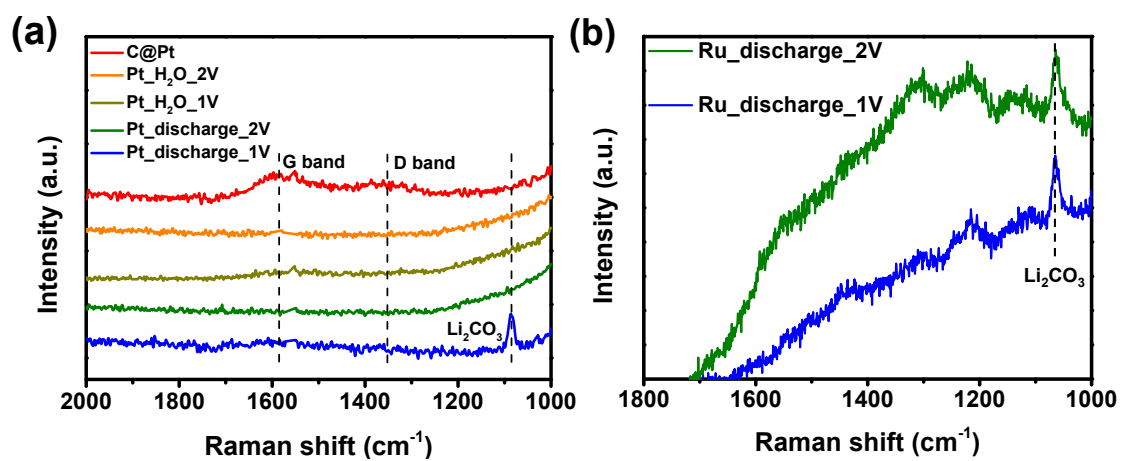 (a)
C@Pt
Pt_H₂O_2V
Pt_H₂O_1V
Pt_discharge_2V
Pt_discharge_1V
G band
D band
Li₂CO₃
Intensity (a.u.)
2000 1800 1600 1400 1200 1000
Raman shift (cm⁻¹)
(b)
Ru_discharge_2V
Ru_discharge_1V
Li₂CO₃
Intensity (a.u.)
1800 1600 1400 1200 1000
Raman shift (cm⁻¹)